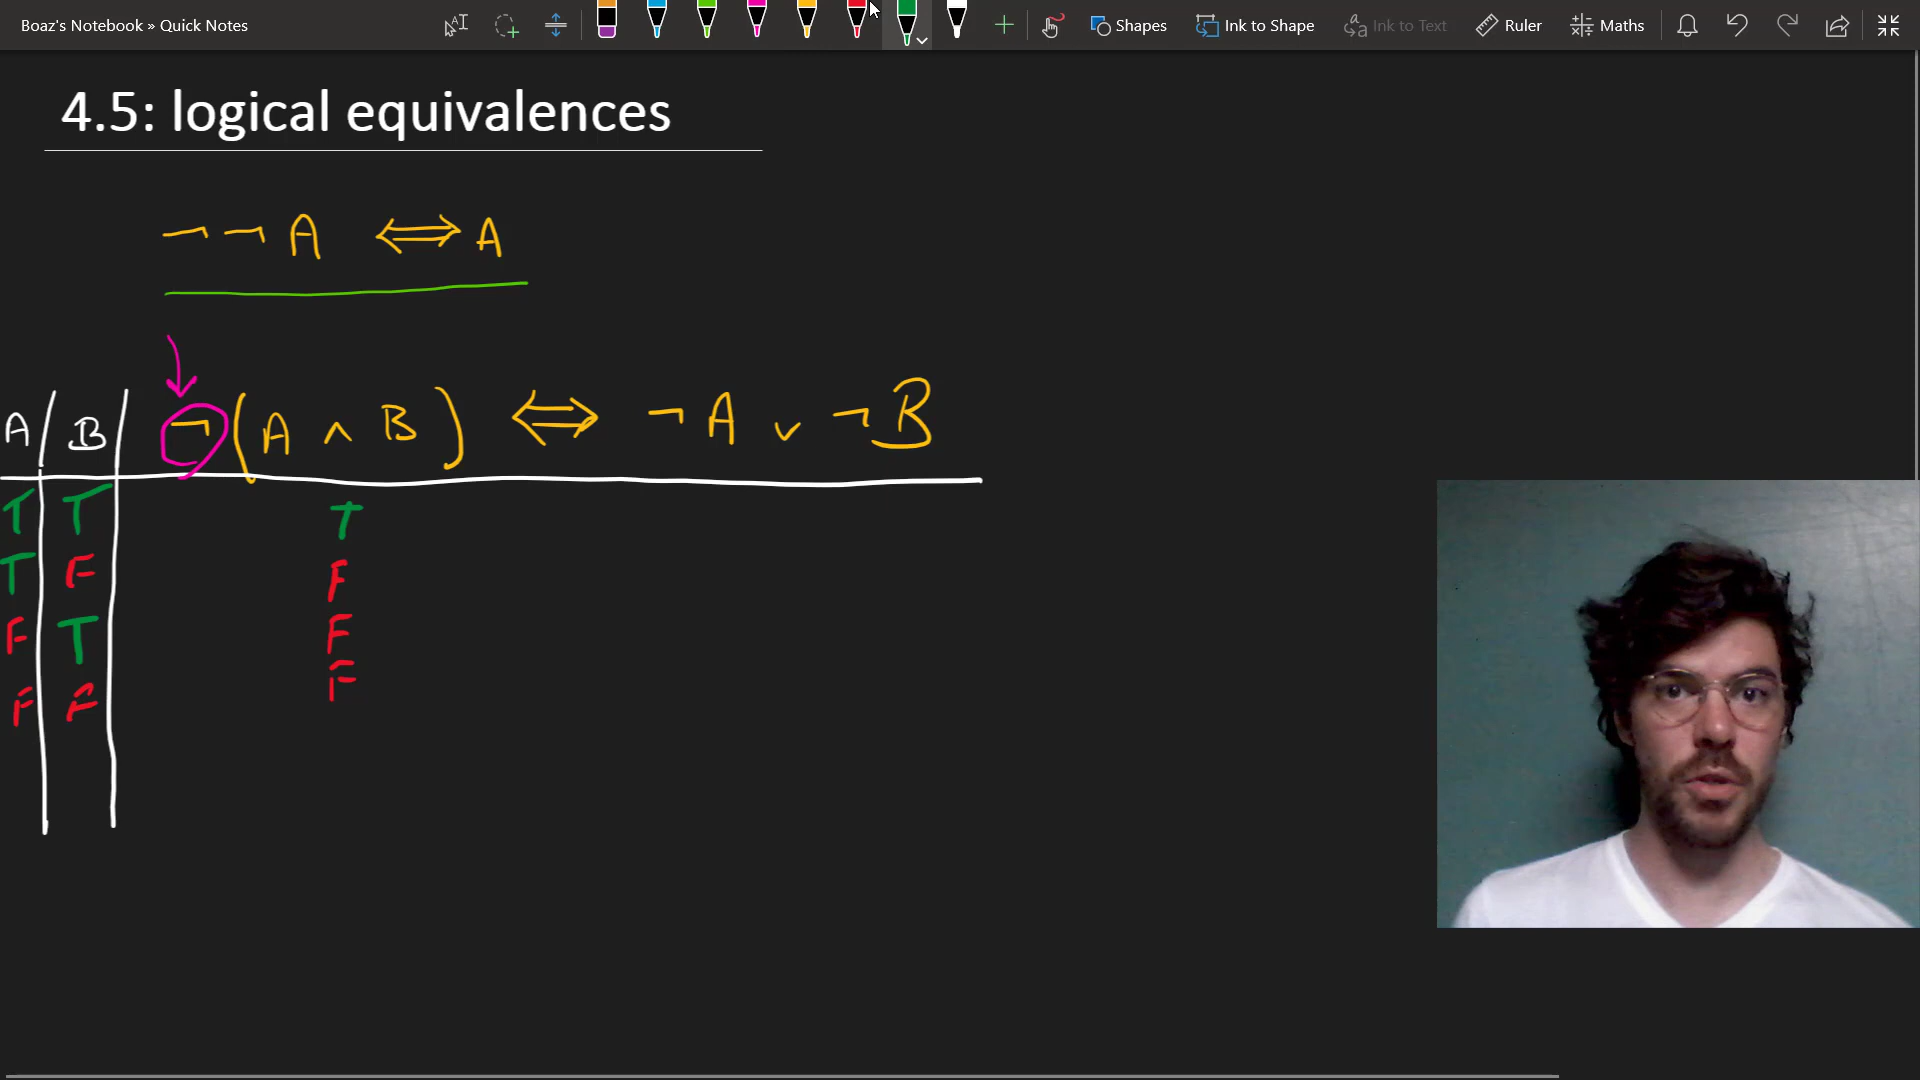 Boaz's Notebook » Quick Notes
Shapes Ink to Shape Ink to Text Ruler Maths
4.5: logical equivalences
¬ ¬ A ⟺ A
A B ¬ ( A ∧ B ) ⟺ ¬ A ∨ ¬ B
T T T
T F F
F T F
F F F